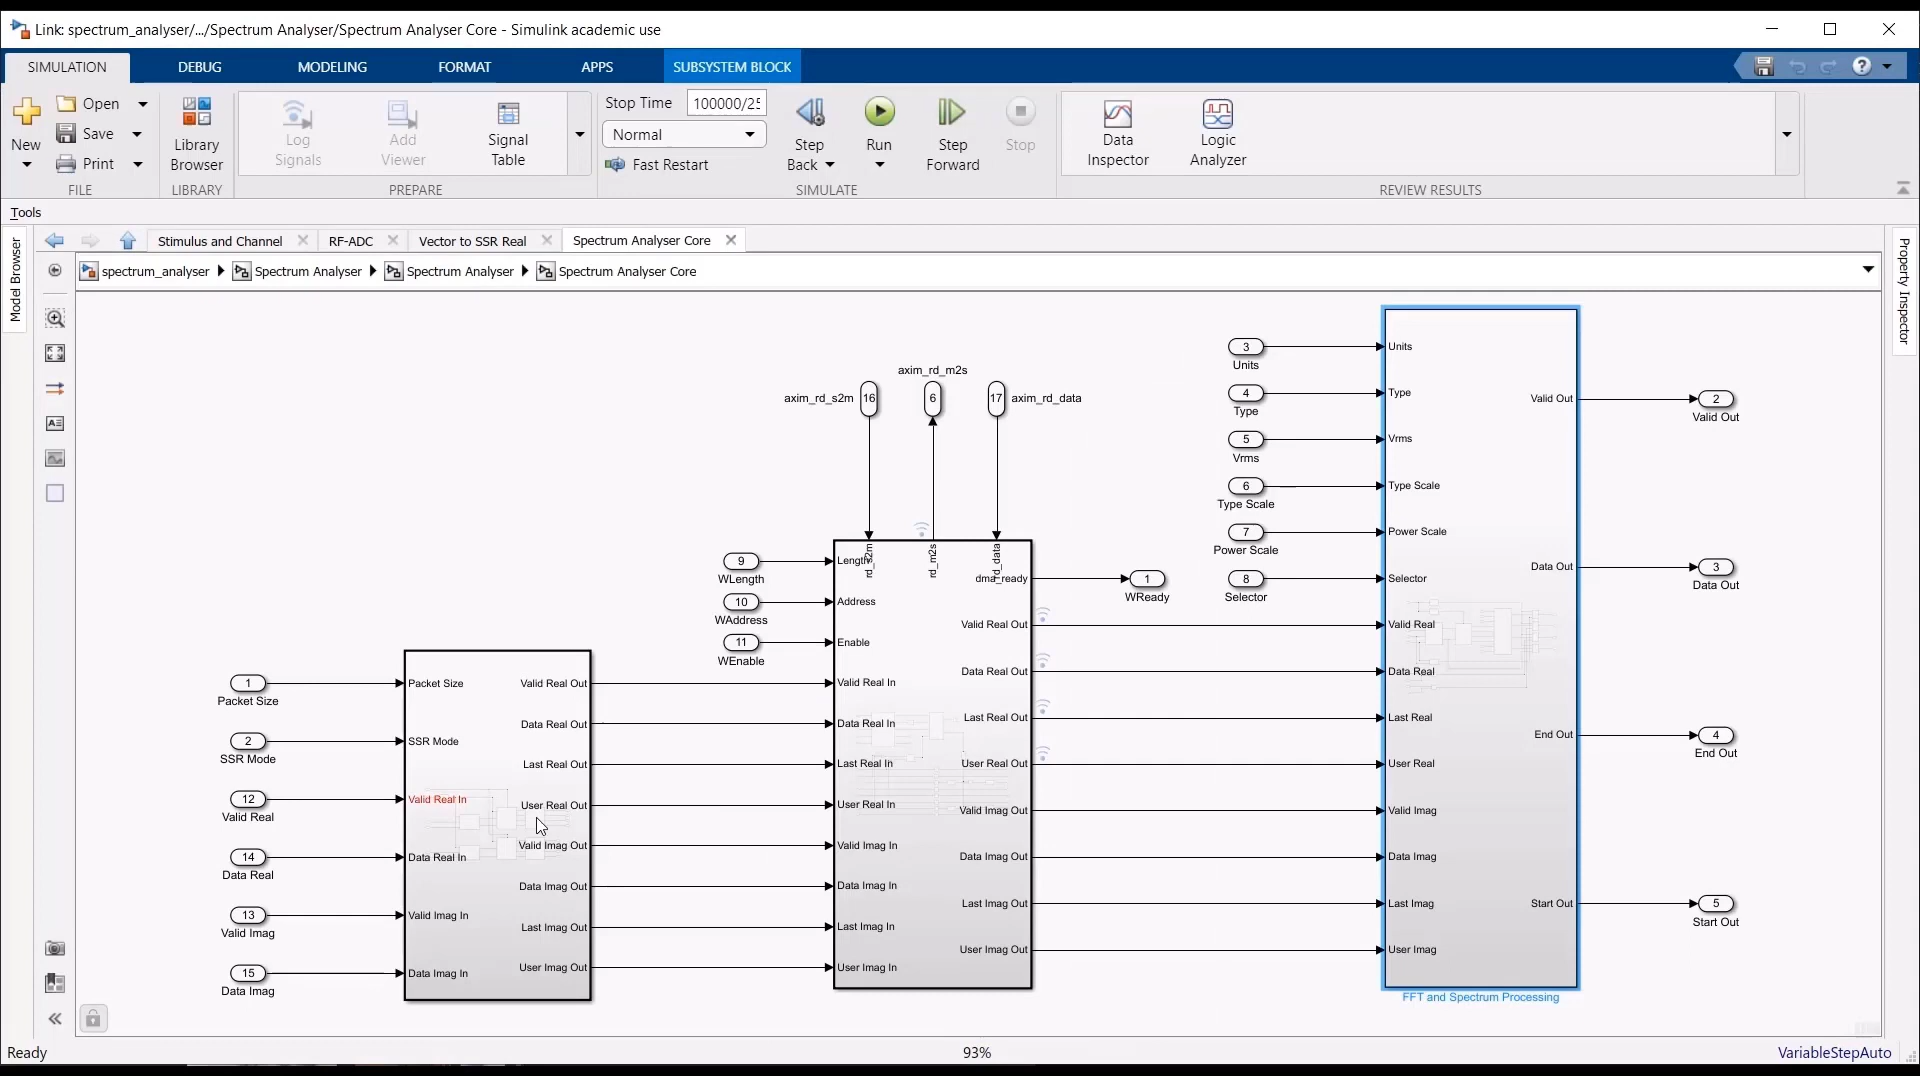 Link: spectrum_analyser/.../Spectrum Analyser/Spectrum Analyser Core - Simulink academic use
SIMULATION DEBUG MODELING FORMAT APPS SUBSYSTEM BLOCK
New
Open
Save
Print
FILE
Library
Browser
LIBRARY
Log
Signals
Add
Viewer
Signal
Table
PREPARE
Stop Time 100000/25
Normal
Fast Restart
Step
Back
Run
Step
Forward
Stop
SIMULATE
Data
Inspector
Logic
Analyzer
REVIEW RESULTS
Tools
Model Browser
Property Inspector
Stimulus and Channel RF-ADC Vector to SSR Real Spectrum Analyser Core
spectrum_analyser Spectrum Analyser Spectrum Analyser Spectrum Analyser Core
1
Packet Size
2
SSR Mode
12
Valid Real
14
Data Real
13
Valid Imag
15
Data Imag
Packet Size
SSR Mode
Valid Real In
Data Real In
Valid Imag In
Data Imag In
Valid Real Out
Data Real Out
Last Real Out
User Real Out
Valid Imag Out
Data Imag Out
Last Imag Out
User Imag Out
axim_rd_s2m 16
axim_rd_m2s
6
17 axim_rd_data
9
WLength
10
WAddress
11
WEnable
rd_s2m
rd_m2s
rd_data
Length
Address
Enable
Valid Real In
Data Real In
Last Real In
User Real In
Valid Imag In
Data Imag In
Last Imag In
User Imag In
dma_ready
Valid Real Out
Data Real Out
Last Real Out
User Real Out
Valid Imag Out
Data Imag Out
Last Imag Out
User Imag Out
1
WReady
3
Units
4
Type
5
Vrms
6
Type Scale
7
Power Scale
8
Selector
Units
Type
Vrms
Type Scale
Power Scale
Selector
Valid Real
Data Real
Last Real
User Real
Valid Imag
Data Imag
Last Imag
User Imag
Valid Out
Data Out
End Out
Start Out
FFT and Spectrum Processing
2
Valid Out
3
Data Out
4
End Out
5
Start Out
Ready 93% VariableStepAuto